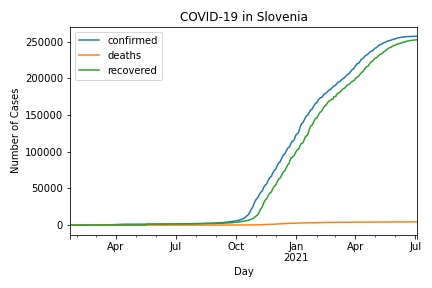 COVID-19 in Slovenia
confirmed
deaths
recovered
Number of Cases
250000
200000
150000
100000
50000
0
Apr
Jul
Oct
Jan
2021
Apr
Jul
Day